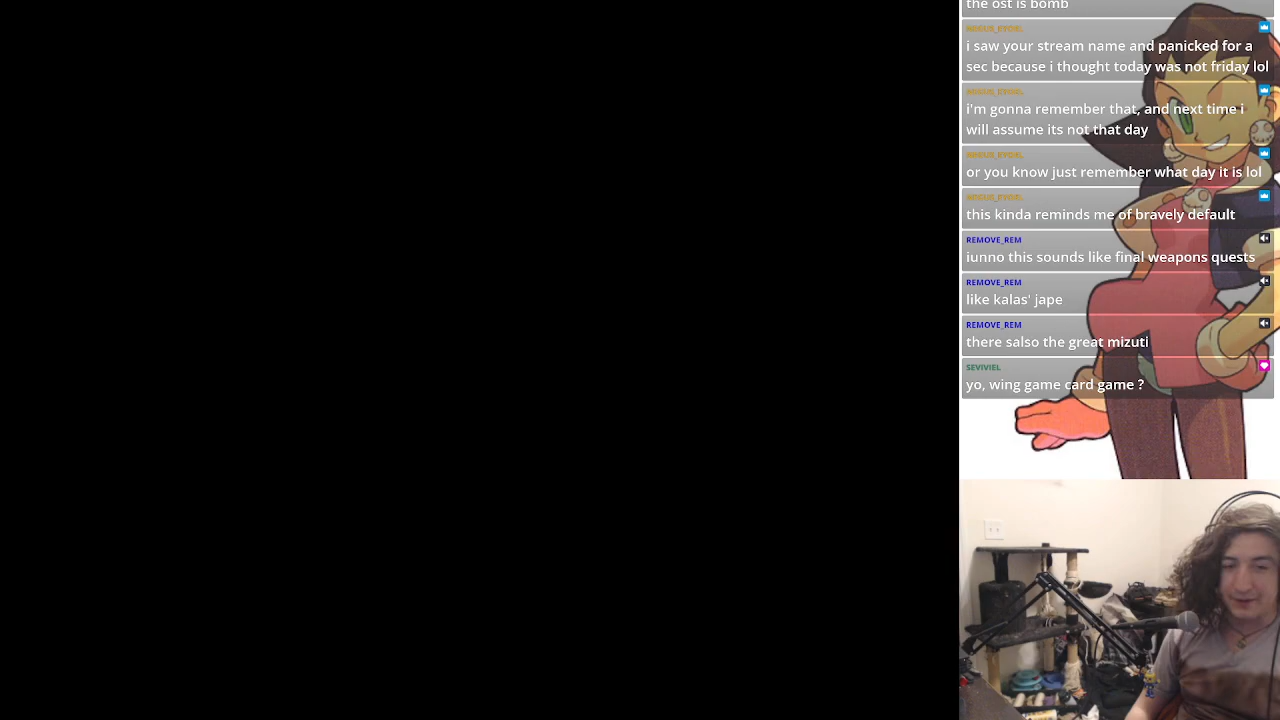 the ost is bomb
i saw your stream name and panicked for a
sec because i thought today was not friday lol
i'm gonna remember that, and next time i
will assume its not that day
or you know just remember what day it is lol
this kinda reminds me of bravely default
REMOVE_REM
iunno this sounds like final weapons quests
REMOVE_REM
like kalas' jape
REMOVE_REM
there salso the great mizuti
SEVIVIEL
yo, wing game card game ?